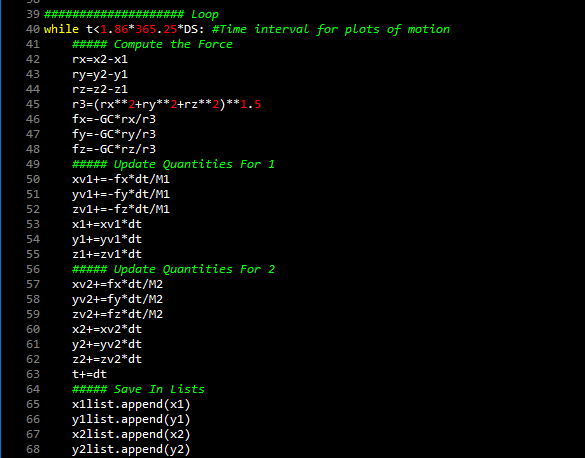 39 #################### Loop
40 while t<1.86*365.25*DS: #Time interval for plots of motion
41     ##### Compute the Force
42     rx=x2-x1
43     ry=y2-y1
44     rz=z2-z1
45     r3=(rx**2+ry**2+rz**2)**1.5
46     fx=-GC*rx/r3
47     fy=-GC*ry/r3
48     fz=-GC*rz/r3
49     ##### Update Quantities For 1
50     xv1+=-fx*dt/M1
51     yv1+=-fy*dt/M1
52     zv1+=-fz*dt/M1
53     x1+=xv1*dt
54     y1+=yv1*dt
55     z1+=zv1*dt
56     ##### Update Quantities For 2
57     xv2+=fx*dt/M2
58     yv2+=fy*dt/M2
59     zv2+=fz*dt/M2
60     x2+=xv2*dt
61     y2+=yv2*dt
62     z2+=zv2*dt
63     t+=dt
64     ##### Save In Lists
65     x1list.append(x1)
66     y1list.append(y1)
67     x2list.append(x2)
68     y2list.append(y2)